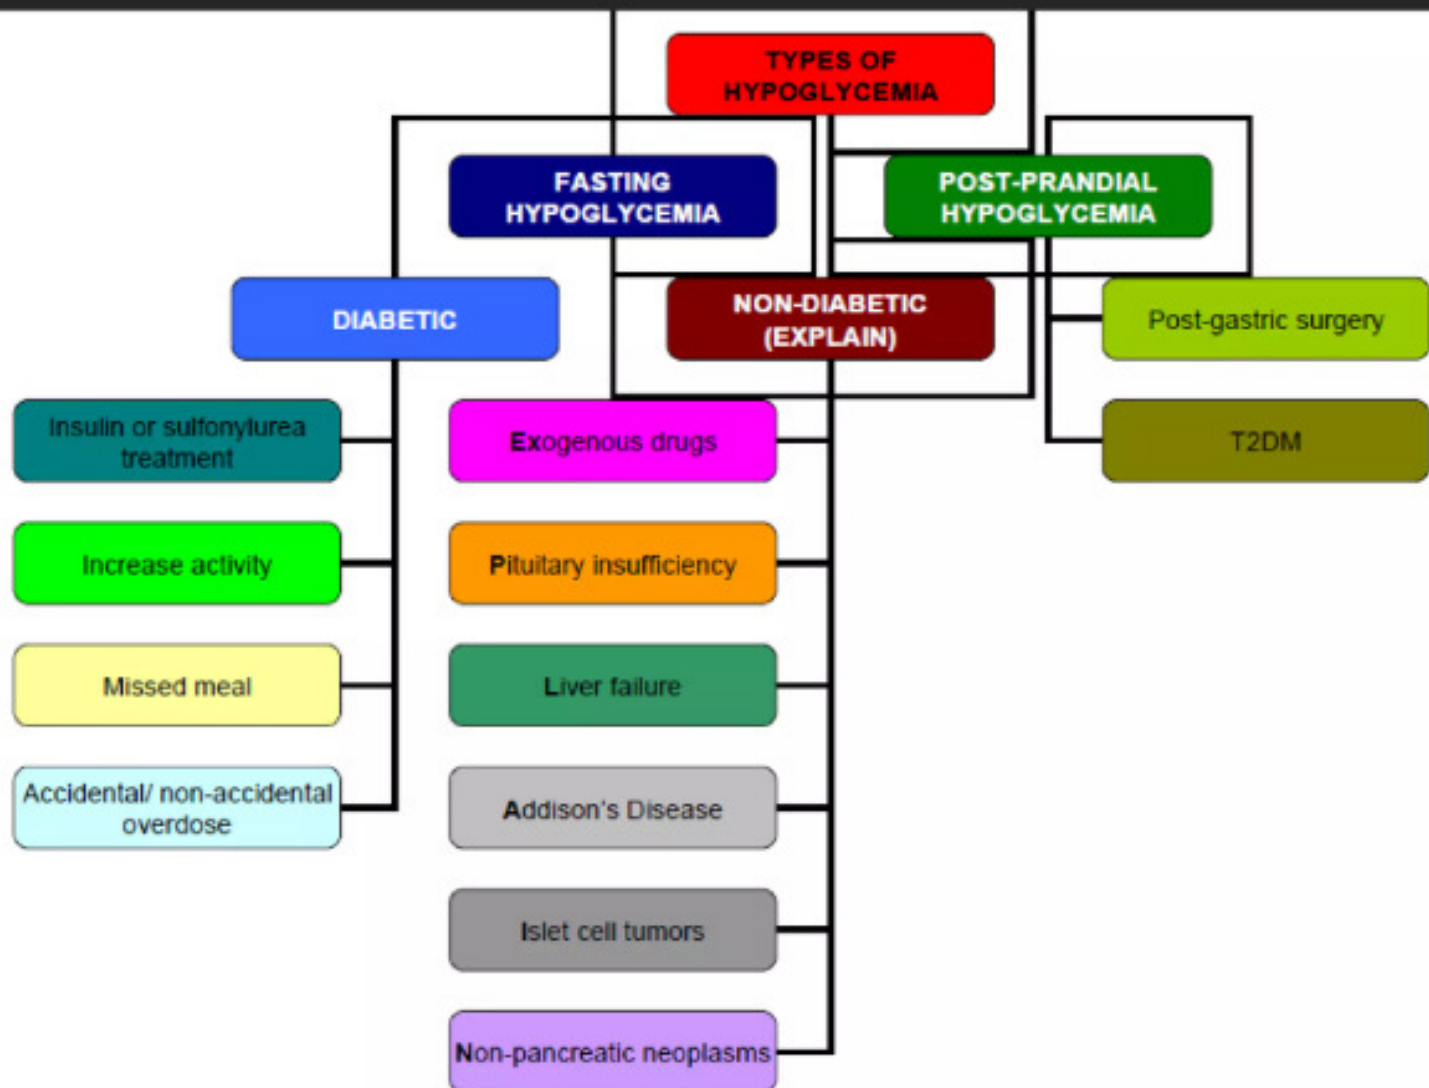 TYPES OF
HYPOGLYCEMIA
FASTING
HYPOGLYCEMIA
POST-PRANDIAL
HYPOGLYCEMIA
DIABETIC
NON-DIABETIC
(EXPLAIN)
Post-gastric surgery
Insulin or sulfonylurea
treatment
Exogenous drugs
T2DM
Increase activity
Pituitary insufficiency
Missed meal
Liver failure
Accidental/ non-accidental
overdose
Addison's Disease
Islet cell tumors
Non-pancreatic neoplasms